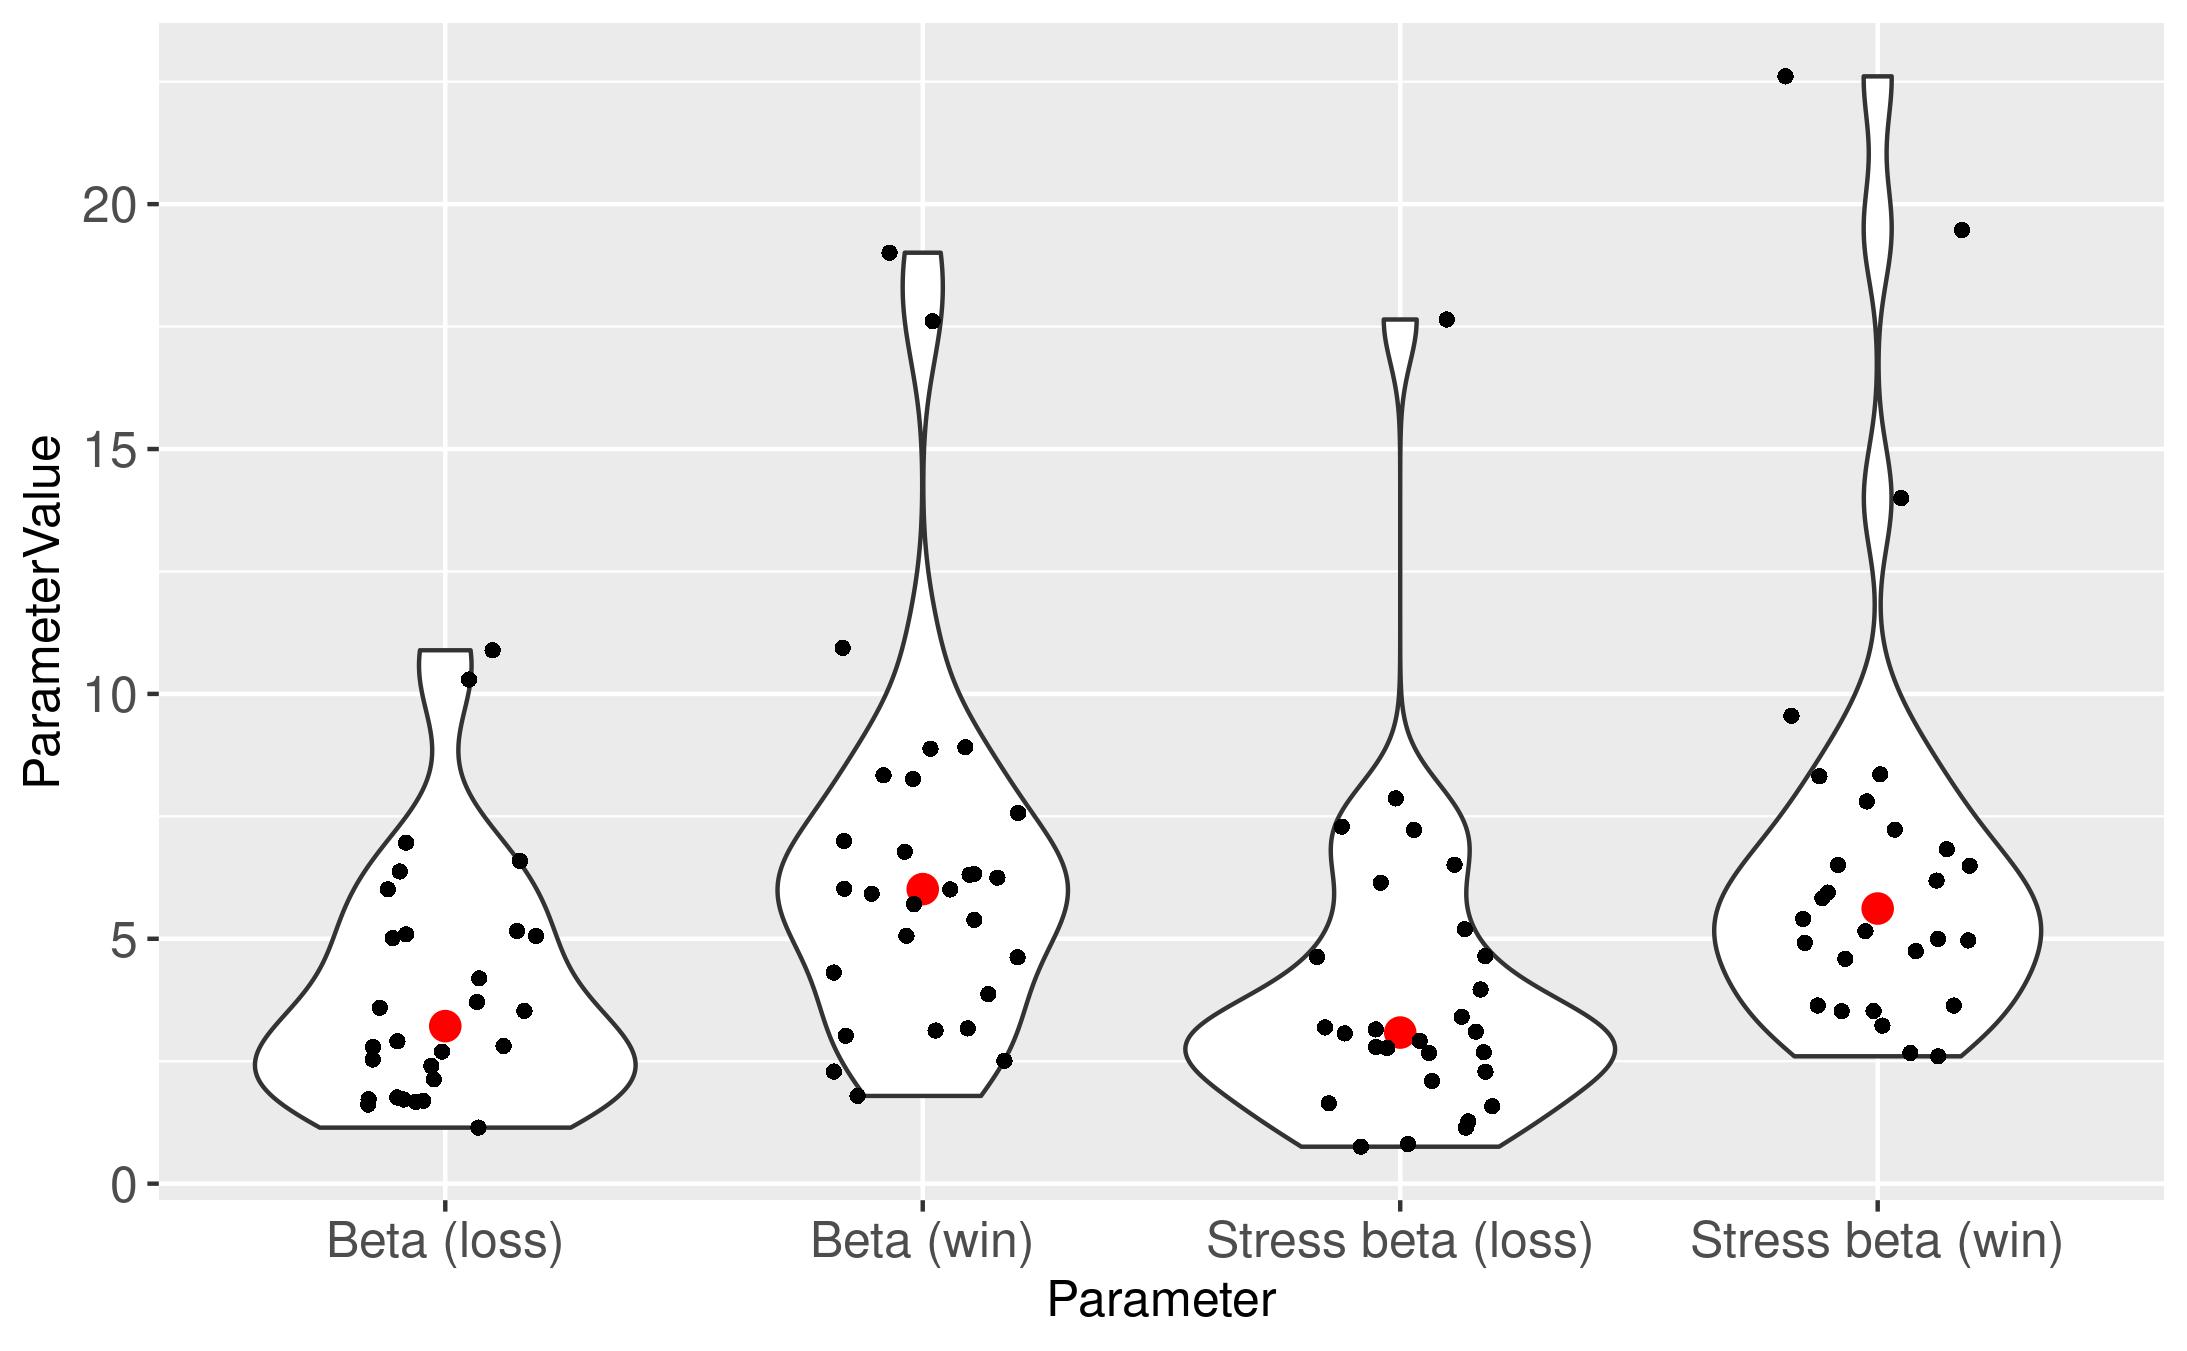 ParameterValue
20
15
10
5
0
Beta (loss)
Beta (win)
Stress beta (loss)
Stress beta (win)
Parameter